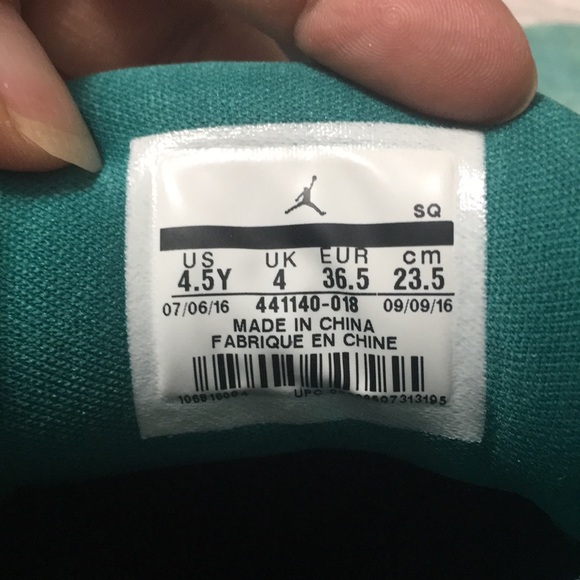 SQ
US UK EUR cm
4.5Y 4 36.5 23.5
07/06/16 441140-018 09/09/16
MADE IN CHINA
FABRIQUE EN CHINE
UPC